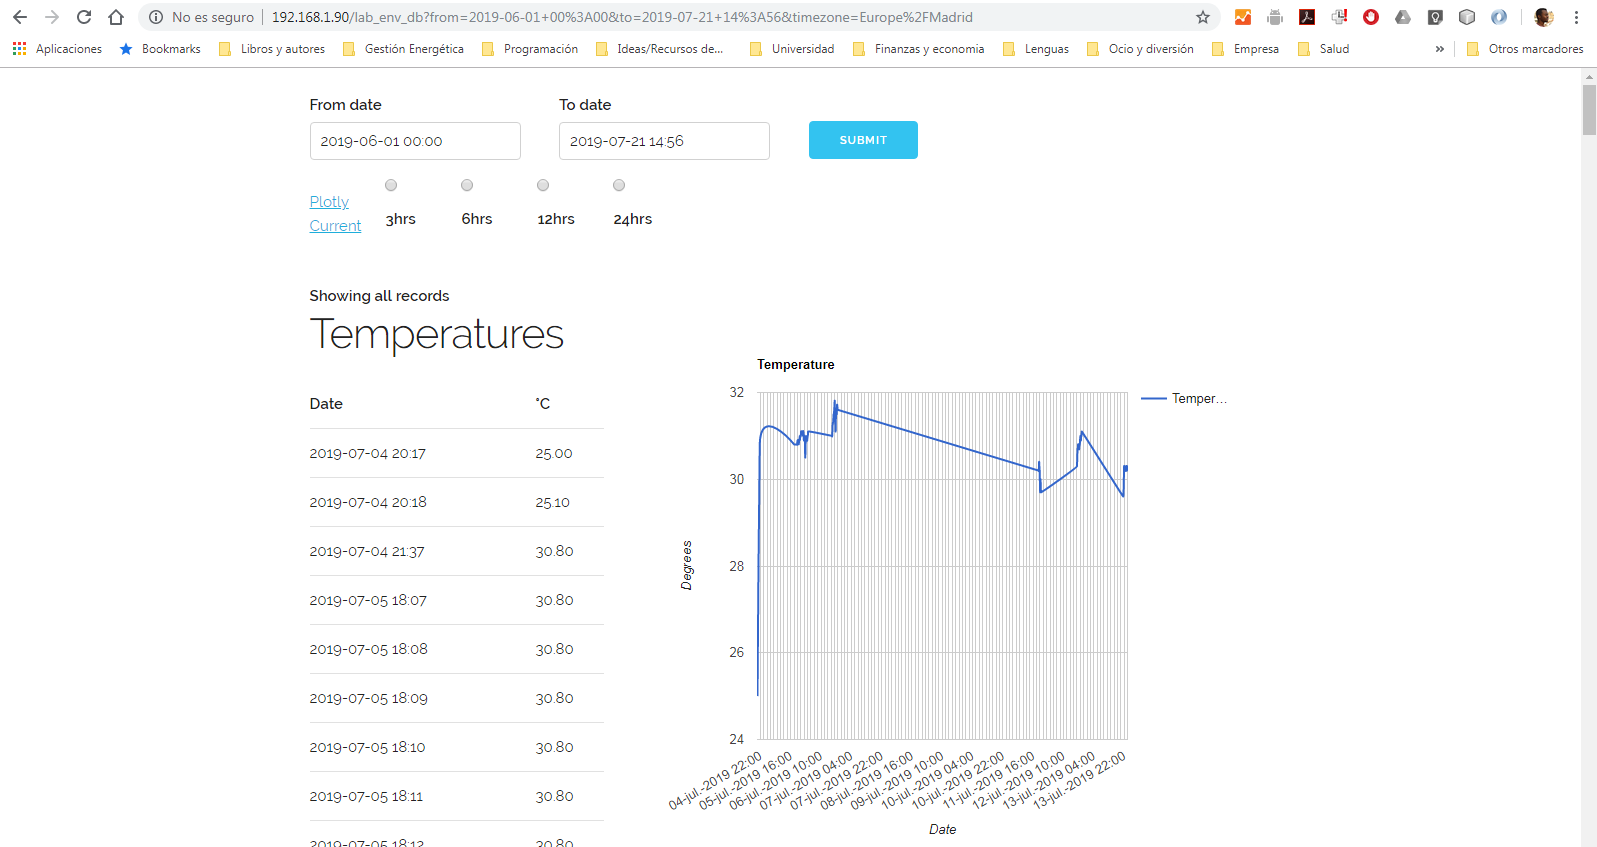 No es seguro 192.168.1.90/lab_env_db?from=2019-06-01+00%3A00&to=2019-07-21+14%3A56&timezone=Europe%2FMadrid
Aplicaciones Bookmarks Libros y autores Gestión Energética Programación Ideas/Recursos de... Universidad Finanzas y economia Lenguas Ocio y diversión Empresa Salud » Otros marcadores
From date To date
2019-06-01 00:00 2019-07-21 14:56 SUBMIT
Plotly
Current 3hrs 6hrs 12hrs 24hrs
Showing all records
Temperatures
Date °C
2019-07-04 20:17 25.00
2019-07-04 20:18 25.10
2019-07-04 21:37 30.80
2019-07-05 18:07 30.80
2019-07-05 18:08 30.80
2019-07-05 18:09 30.80
2019-07-05 18:10 30.80
2019-07-05 18:11 30.80
2019-07-05 18:12 30.80
Temperature
Temper...
32
30
28
26
24
Degrees
04-jul.-2019 22:00
05-jul.-2019 16:00
06-jul.-2019 10:00
07-jul.-2019 04:00
07-jul.-2019 22:00
08-jul.-2019 16:00
09-jul.-2019 10:00
10-jul.-2019 04:00
10-jul.-2019 22:00
11-jul.-2019 16:00
12-jul.-2019 10:00
13-jul.-2019 04:00
13-jul.-2019 22:00
Date